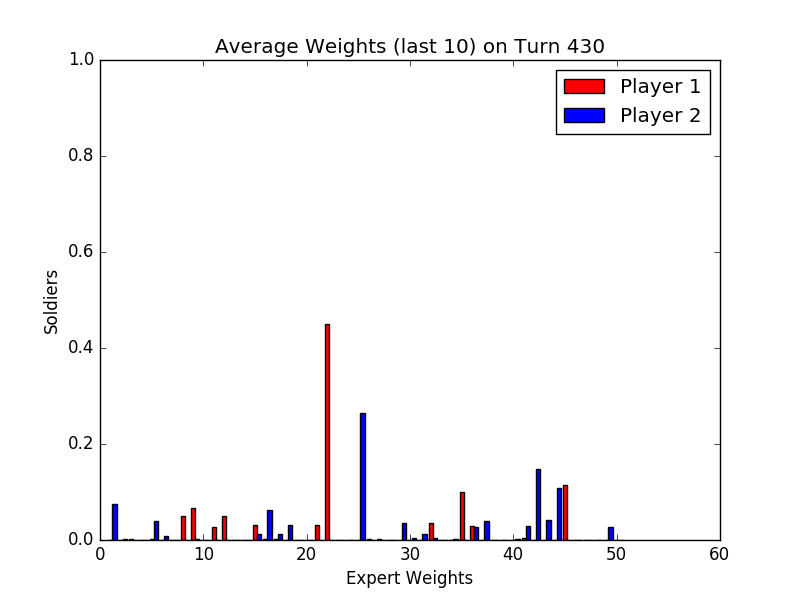 Average Weights (last 10) on Turn 430
1.0
0.8
0.6
0.4
0.2
0.0
Soldiers
0 10 20 30 40 50 60
Expert Weights
Player 1
Player 2